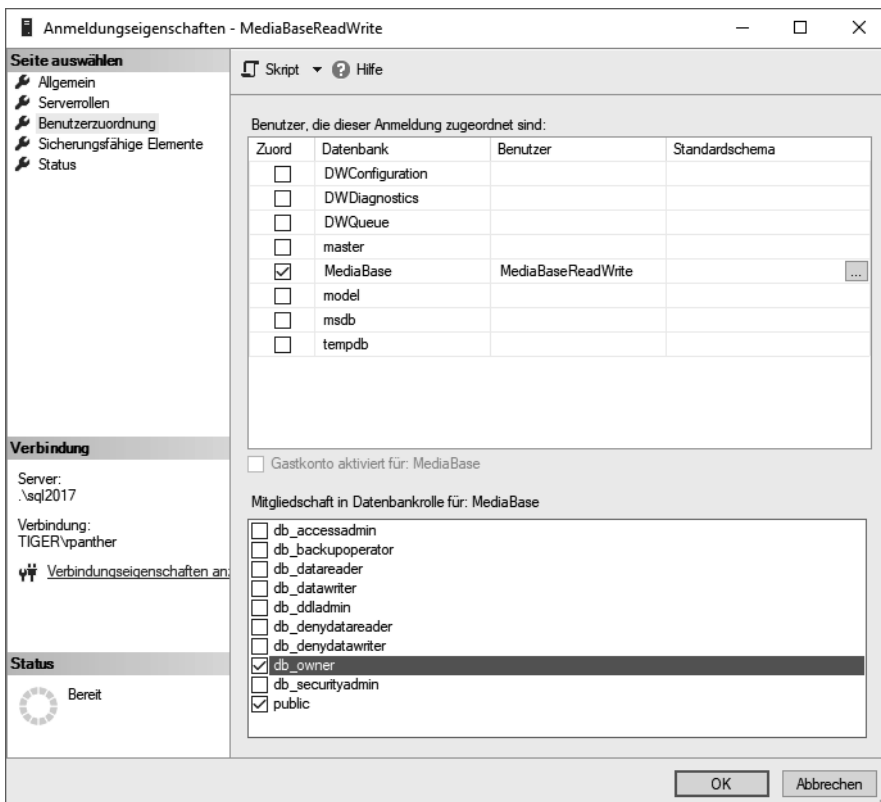 Anmeldungseigenschaften - MediaBaseReadWrite
Seite auswählen
Allgemein
Serverrollen
Benutzerzuordnung
Sicherungsfähige Elemente
Status
Skript
Hilfe
Benutzer, die dieser Anmeldung zugeordnet sind:
Zuord Datenbank Benutzer Standardschema
DWConfiguration
DWDiagnostics
DWQueue
master
MediaBase MediaBaseReadWrite ...
model
msdb
tempdb
Gastkonto aktiviert für: MediaBase
Mitgliedschaft in Datenbankrolle für: MediaBase
db_accessadmin
db_backupoperator
db_datareader
db_datawriter
db_ddladmin
db_denydatareader
db_denydatawriter
db_owner
db_securityadmin
public
Verbindung
Server:
.\sql2017
Verbindung:
TIGER\rpanther
Verbindungseigenschaften an
Status
Bereit
OK Abbrechen